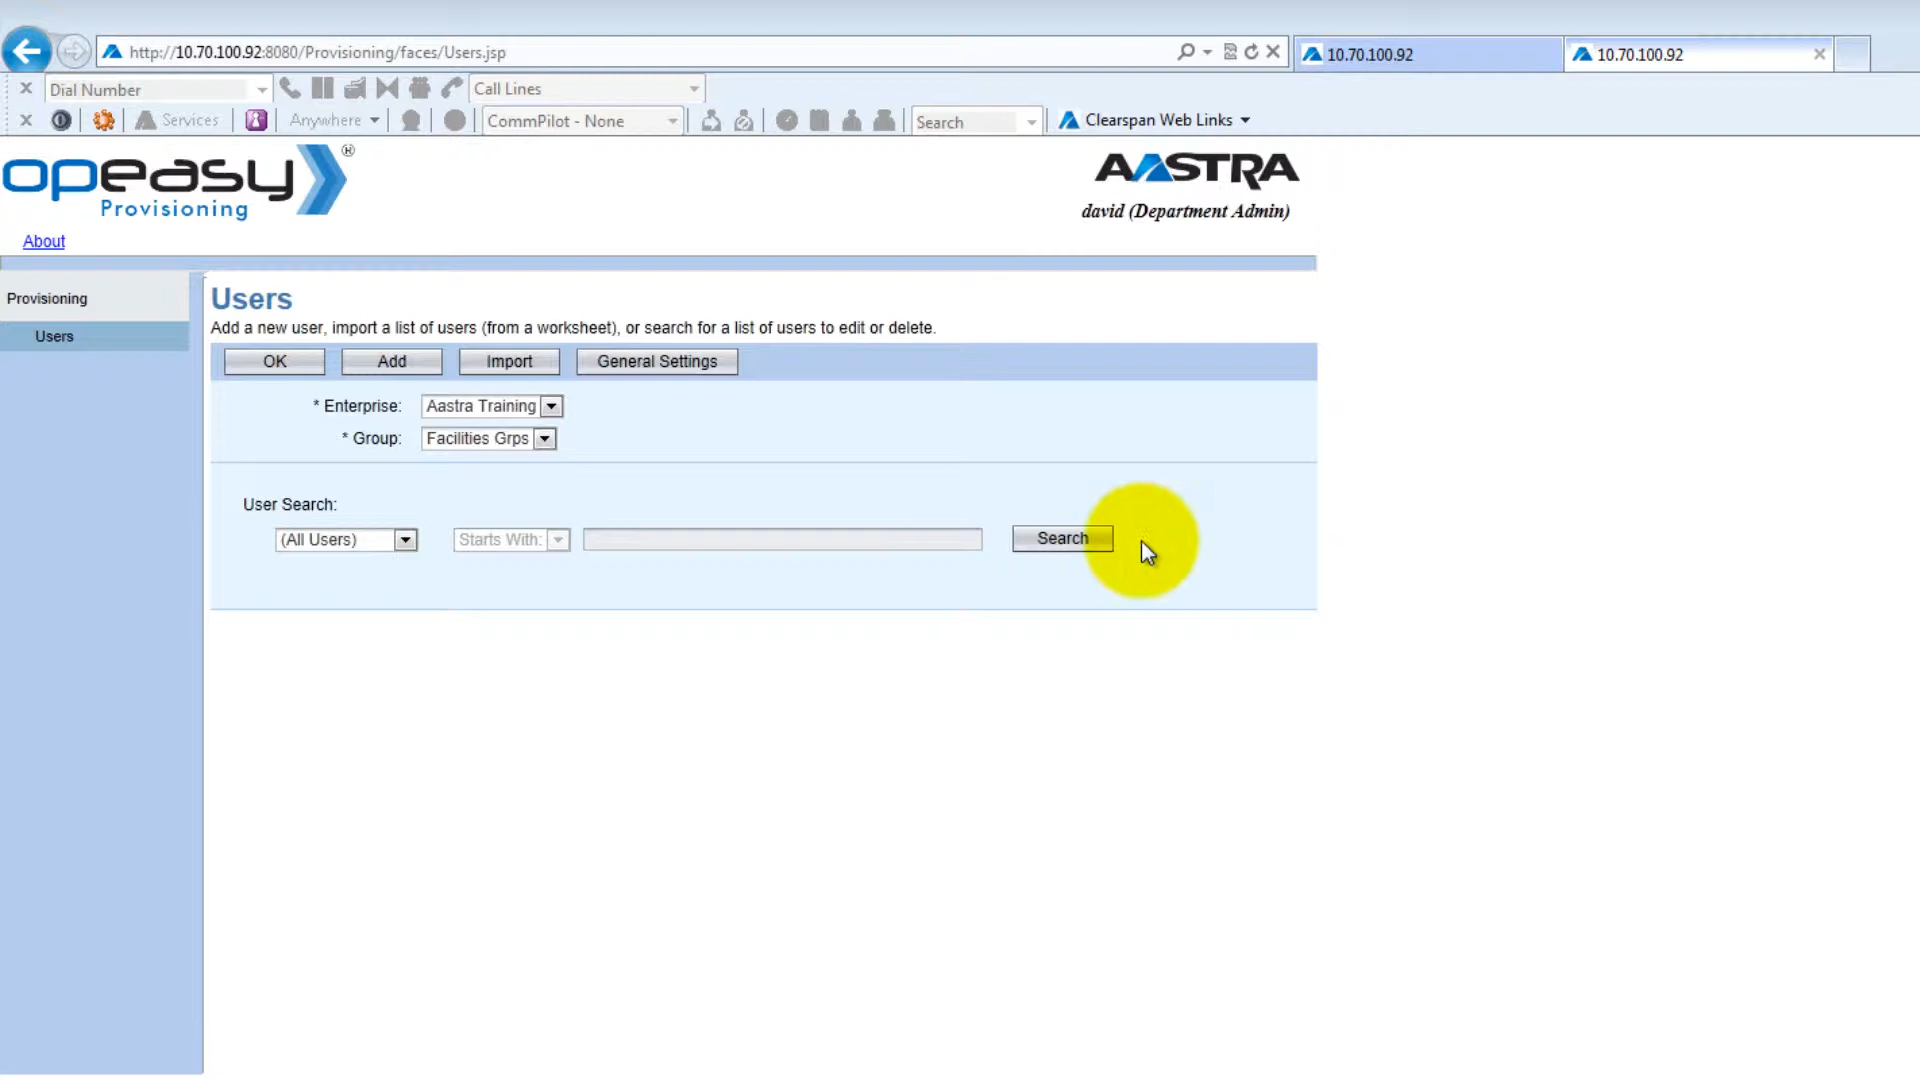 http://10.70.100.92:8080/Provisioning/faces/Users.jsp
10.70.100.92
10.70.100.92
Dial Number
Call Lines
Services
Anywhere
CommPilot - None
Search
Clearspan Web Links
opeasy®
Provisioning
AASTRA
david (Department Admin)
About
Provisioning
Users
Users
Add a new user, import a list of users (from a worksheet), or search for a list of users to edit or delete.
OK Add Import General Settings
* Enterprise: Aastra Training
* Group: Facilities Grps
User Search:
(All Users) Starts With: Search